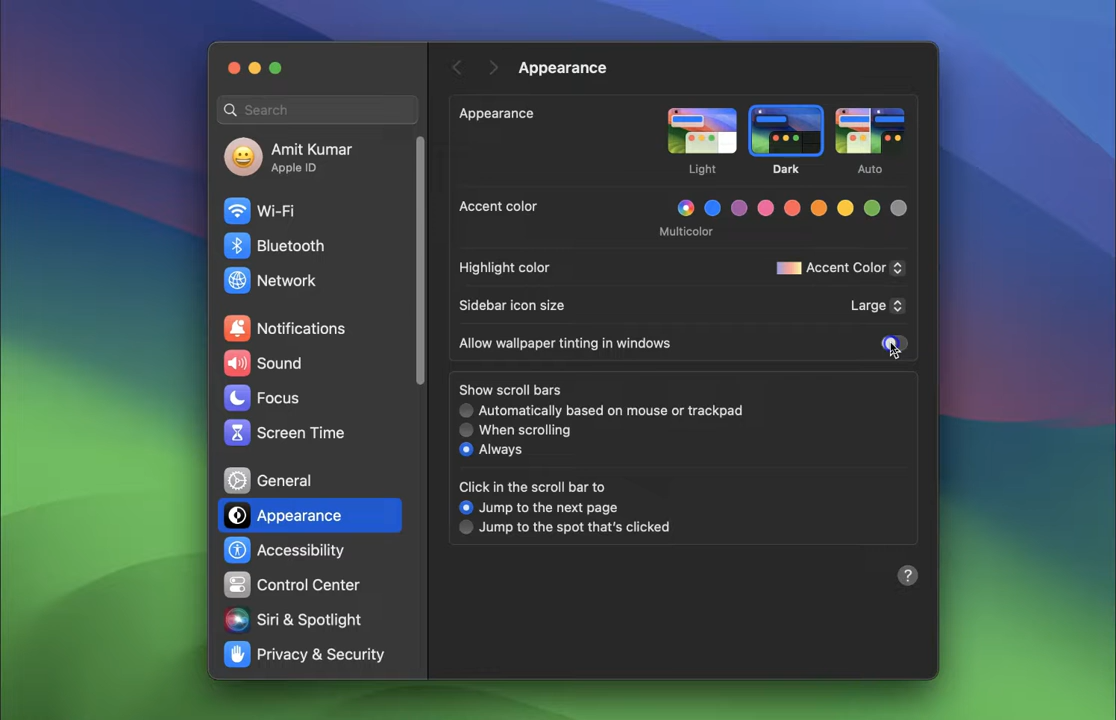 Appearance
Search
Amit Kumar
Apple ID
Wi-Fi
Bluetooth
Network
Notifications
Sound
Focus
Screen Time
General
Appearance
Accessibility
Control Center
Siri & Spotlight
Privacy & Security
Appearance
Light
Dark
Auto
Accent color
Multicolor
Highlight color
Accent Color
Sidebar icon size
Large
Allow wallpaper tinting in windows
Show scroll bars
Automatically based on mouse or trackpad
When scrolling
Always
Click in the scroll bar to
Jump to the next page
Jump to the spot that's clicked
?